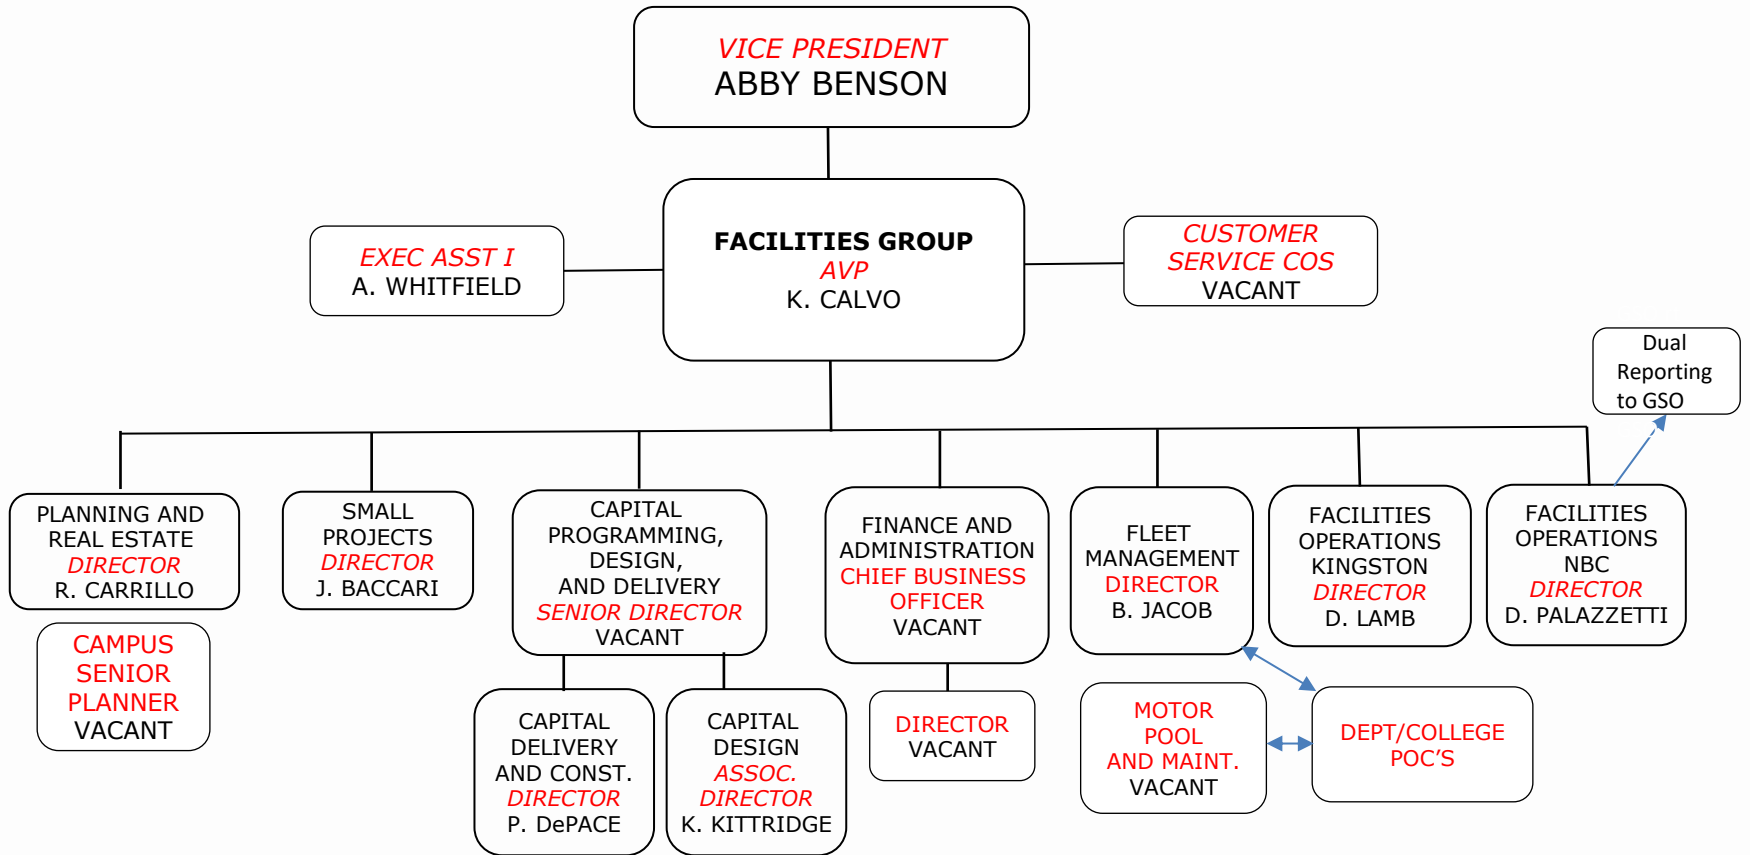 VICE PRESIDENT
ABBY BENSON
FACILITIES GROUP
AVP
K. CALVO
EXEC ASST I
A. WHITFIELD
CUSTOMER
SERVICE COS
VACANT
Dual
Reporting
to GSO
PLANNING AND
REAL ESTATE
DIRECTOR
R. CARRILLO
SMALL
PROJECTS
DIRECTOR
J. BACCARI
CAPITAL
PROGRAMMING,
DESIGN,
AND DELIVERY
SENIOR DIRECTOR
VACANT
FINANCE AND
ADMINISTRATION
CHIEF BUSINESS
OFFICER
VACANT
FLEET
MANAGEMENT
DIRECTOR
B. JACOB
FACILITIES
OPERATIONS
KINGSTON
DIRECTOR
D. LAMB
FACILITIES
OPERATIONS
NBC
DIRECTOR
D. PALAZZETTI
CAMPUS
SENIOR
PLANNER
VACANT
CAPITAL
DELIVERY
AND CONST.
DIRECTOR
P. DePACE
CAPITAL
DESIGN
ASSOC.
DIRECTOR
K. KITTRIDGE
DIRECTOR
VACANT
MOTOR
POOL
AND MAINT.
VACANT
DEPT/COLLEGE
POC'S